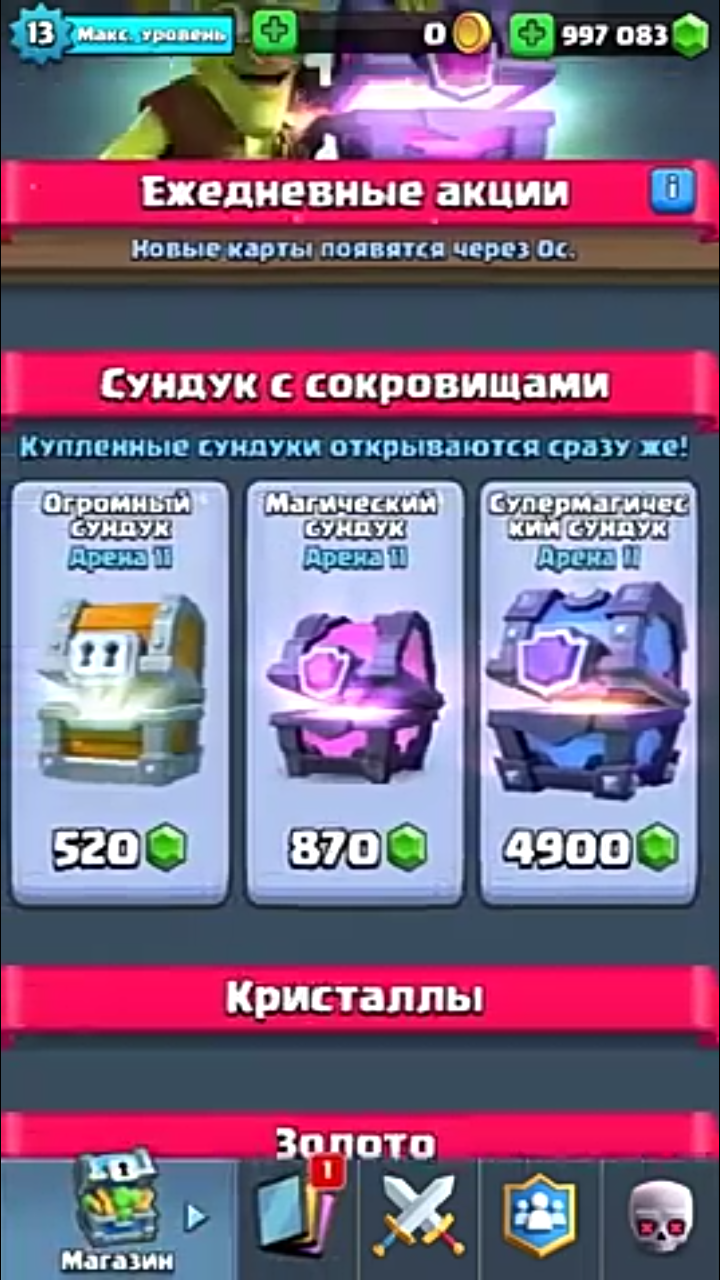 13 Макс. уровень 0 997 083
Ежедневные акции i
Новые карты появятся через 0с.
Сундук с сокровищами
Купленные сундуки открываются сразу же!
Огромный
сундук
Арена 11
520
Магический
сундук
Арена 11
870
Супермагичес
кий сундук
Арена 11
4900
Кристаллы
Золото
1
Магазин